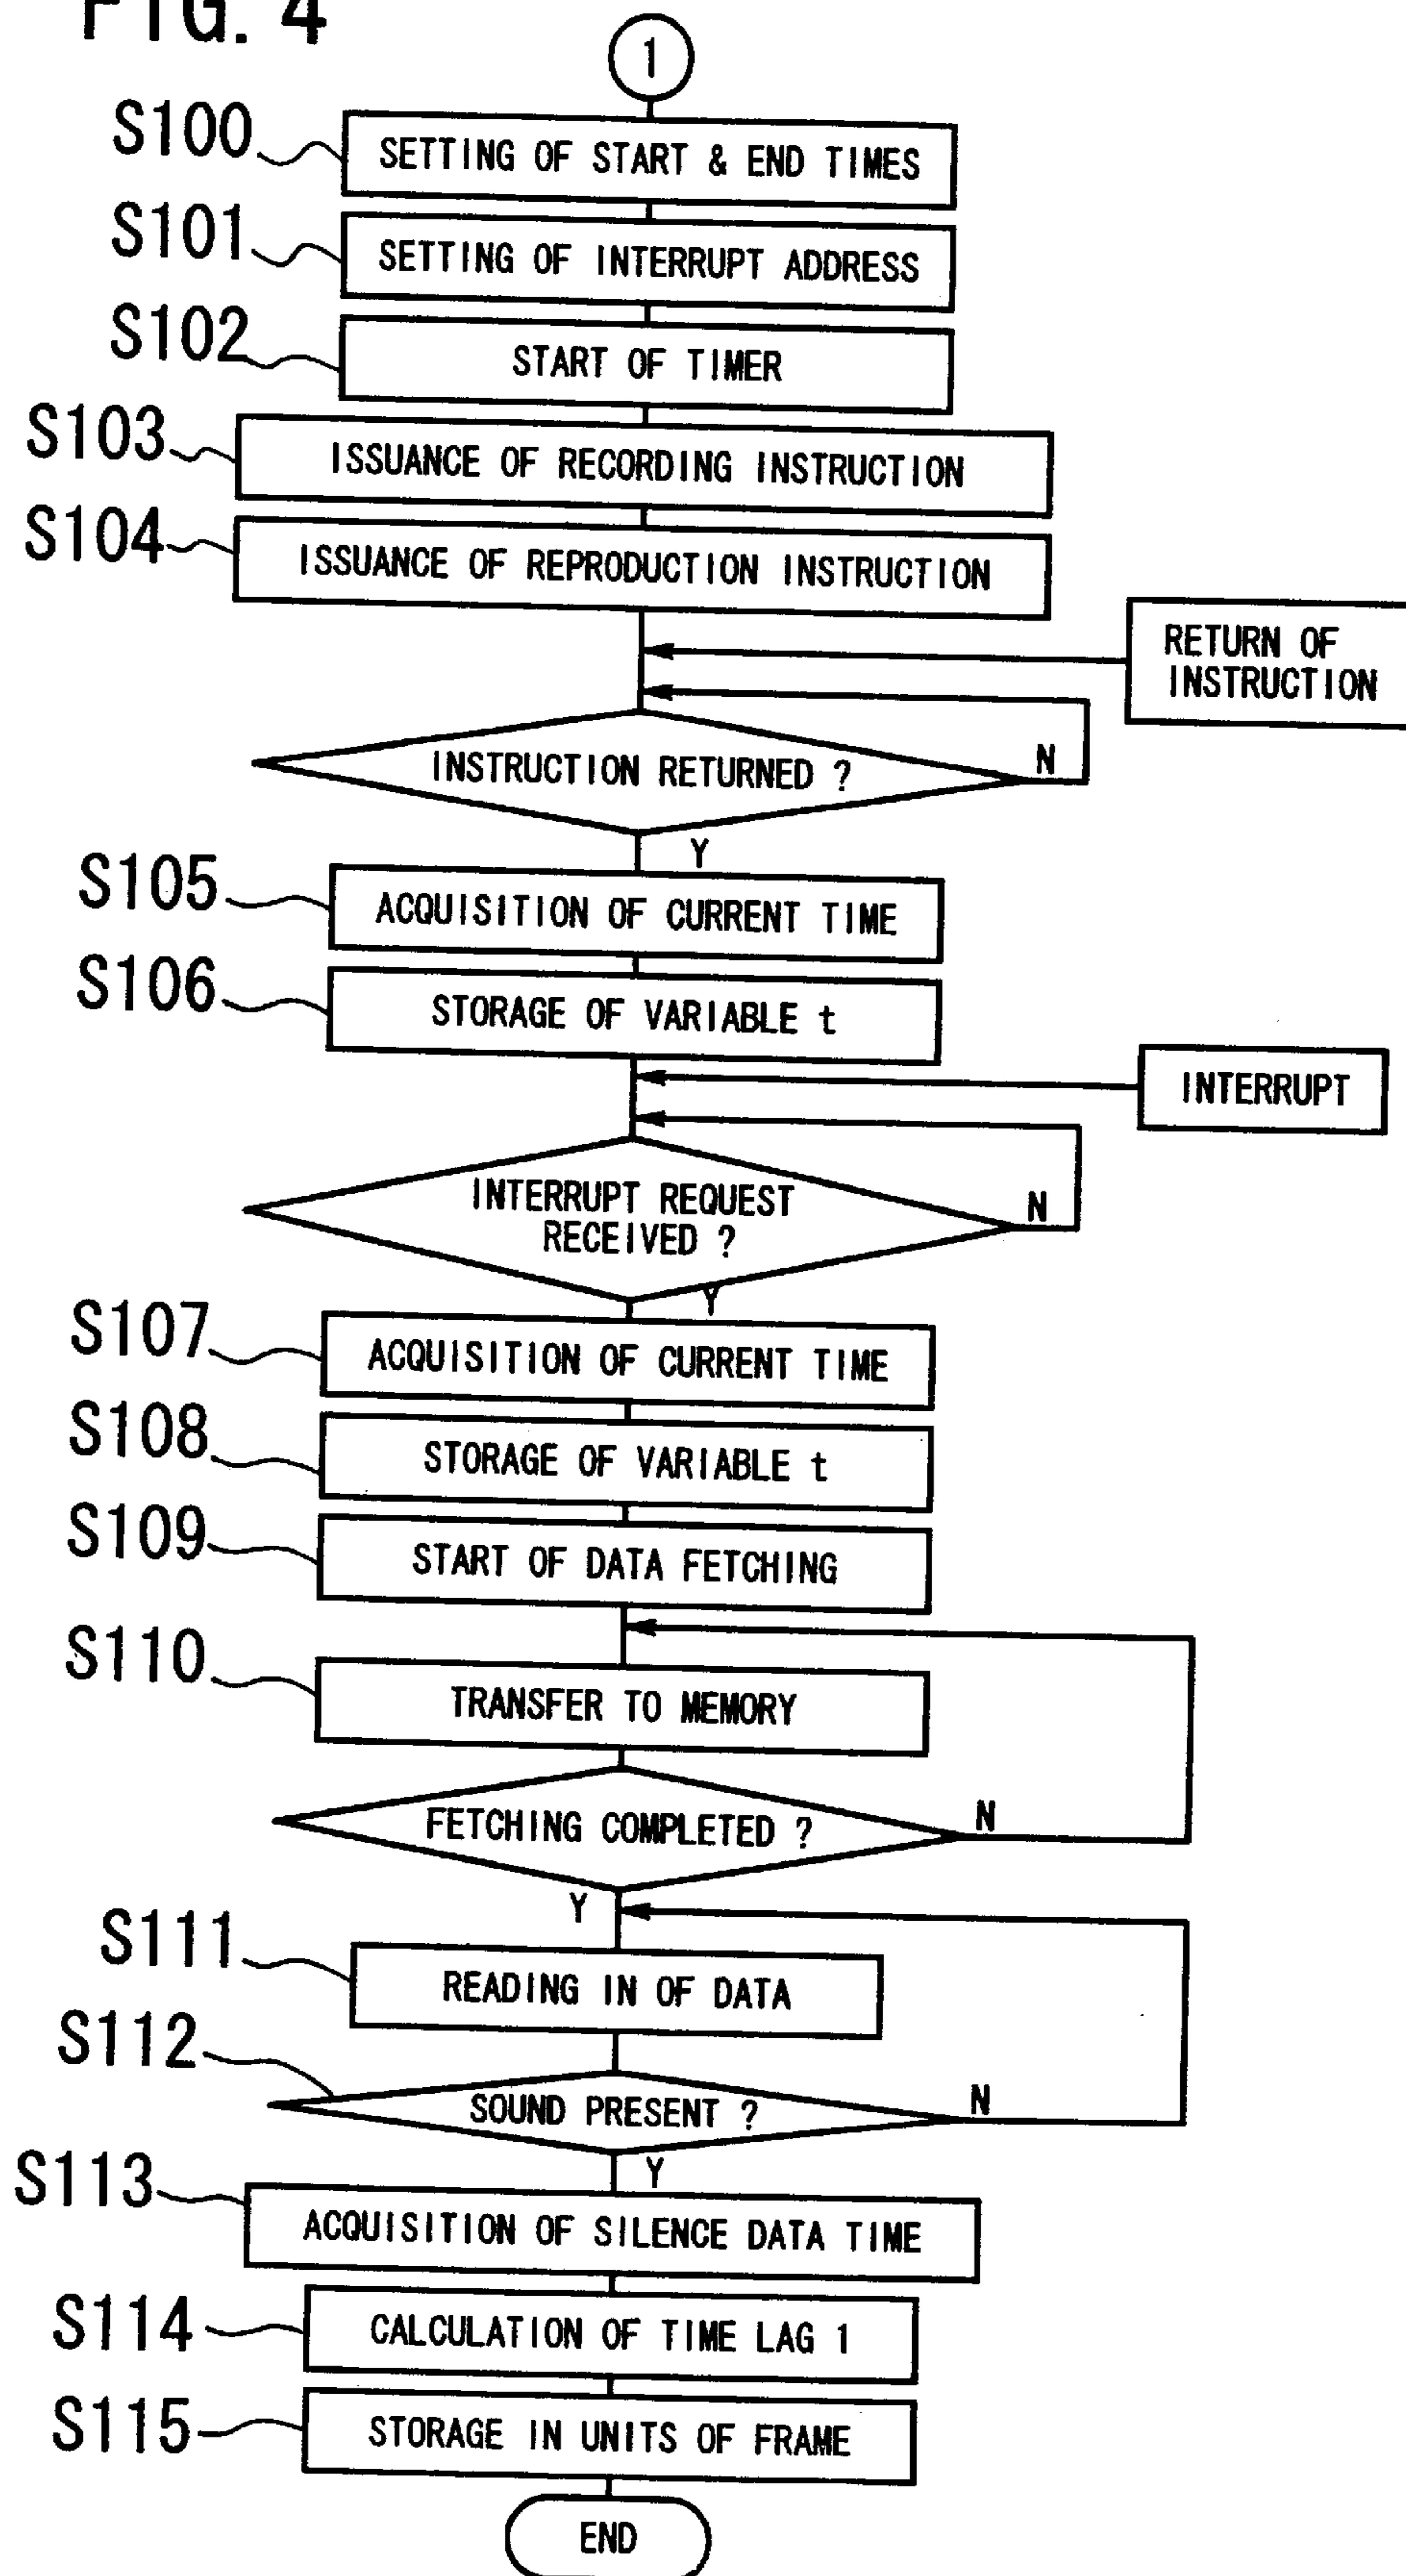 FIG. 4
1
S100
SETTING OF START & END TIMES
S101
SETTING OF INTERRUPT ADDRESS
S102
START OF TIMER
S103
ISSUANCE OF RECORDING INSTRUCTION
S104
ISSUANCE OF REPRODUCTION INSTRUCTION
RETURN OF
INSTRUCTION
INSTRUCTION RETURNED ?
N
Y
S105
ACQUISITION OF CURRENT TIME
S106
STORAGE OF VARIABLE t
INTERRUPT
INTERRUPT REQUEST
RECEIVED ?
N
Y
S107
ACQUISITION OF CURRENT TIME
S108
STORAGE OF VARIABLE t
S109
START OF DATA FETCHING
S110
TRANSFER TO MEMORY
FETCHING COMPLETED ?
N
Y
S111
READING IN OF DATA
S112
SOUND PRESENT ?
N
Y
S113
ACQUISITION OF SILENCE DATA TIME
S114
CALCULATION OF TIME LAG 1
S115
STORAGE IN UNITS OF FRAME
END